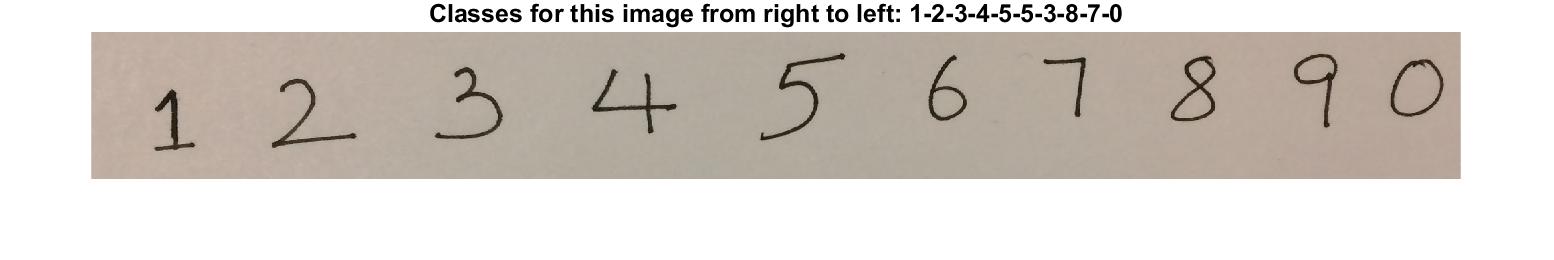 Classes for this image from right to left: 1-2-3-4-5-5-3-8-7-0
1 2 3 4 5 6 7 8 9 0